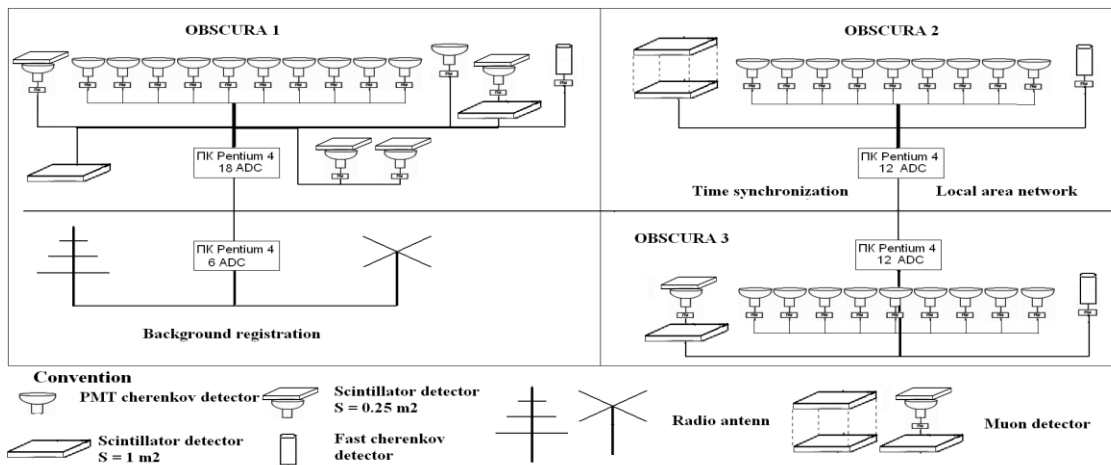 OBSCURA 1
OBSCURA 2
ПК Pentium 4
18 ADC
ПК Pentium 4
12 ADC
Time synchronization
Local area network
ПК Pentium 4
6 ADC
Background registration
OBSCURA 3
ПК Pentium 4
12 ADC
Convention
PMT cherenkov detector
Scintillator detector
S = 0.25 m2
Scintillator detector
S = 1 m2
Fast cherenkov
detector
Radio antenn
Muon detector